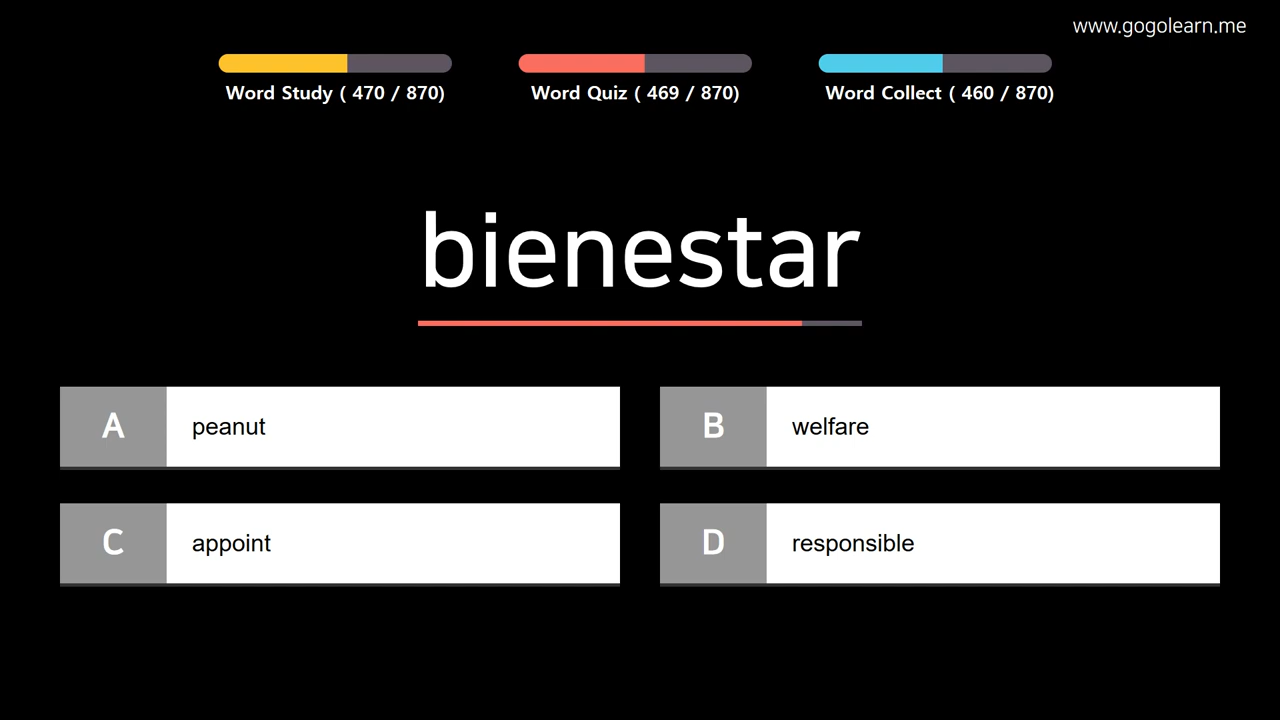 www.gogolearn.me
Word Study ( 470 / 870)
Word Quiz ( 469 / 870)
Word Collect ( 460 / 870)
bienestar
A peanut
B welfare
C appoint
D responsible